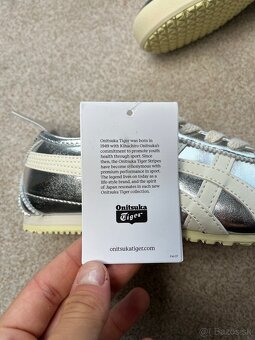 Onitsuka Tiger was born in
1949 with Kihachiro Onitsuka's
commitment to promote youth
health through sport. Since
then, the Onitsuka Tiger Stripes
have become synonymous with
premium performance in sport.
The legend lives on today as a
life-style brand, and the spirit
of Japan resonates in each new
Onitsuka Tiger collection.
Onitsuka
Tiger
onitsukatiger.com
Bazoš.sk